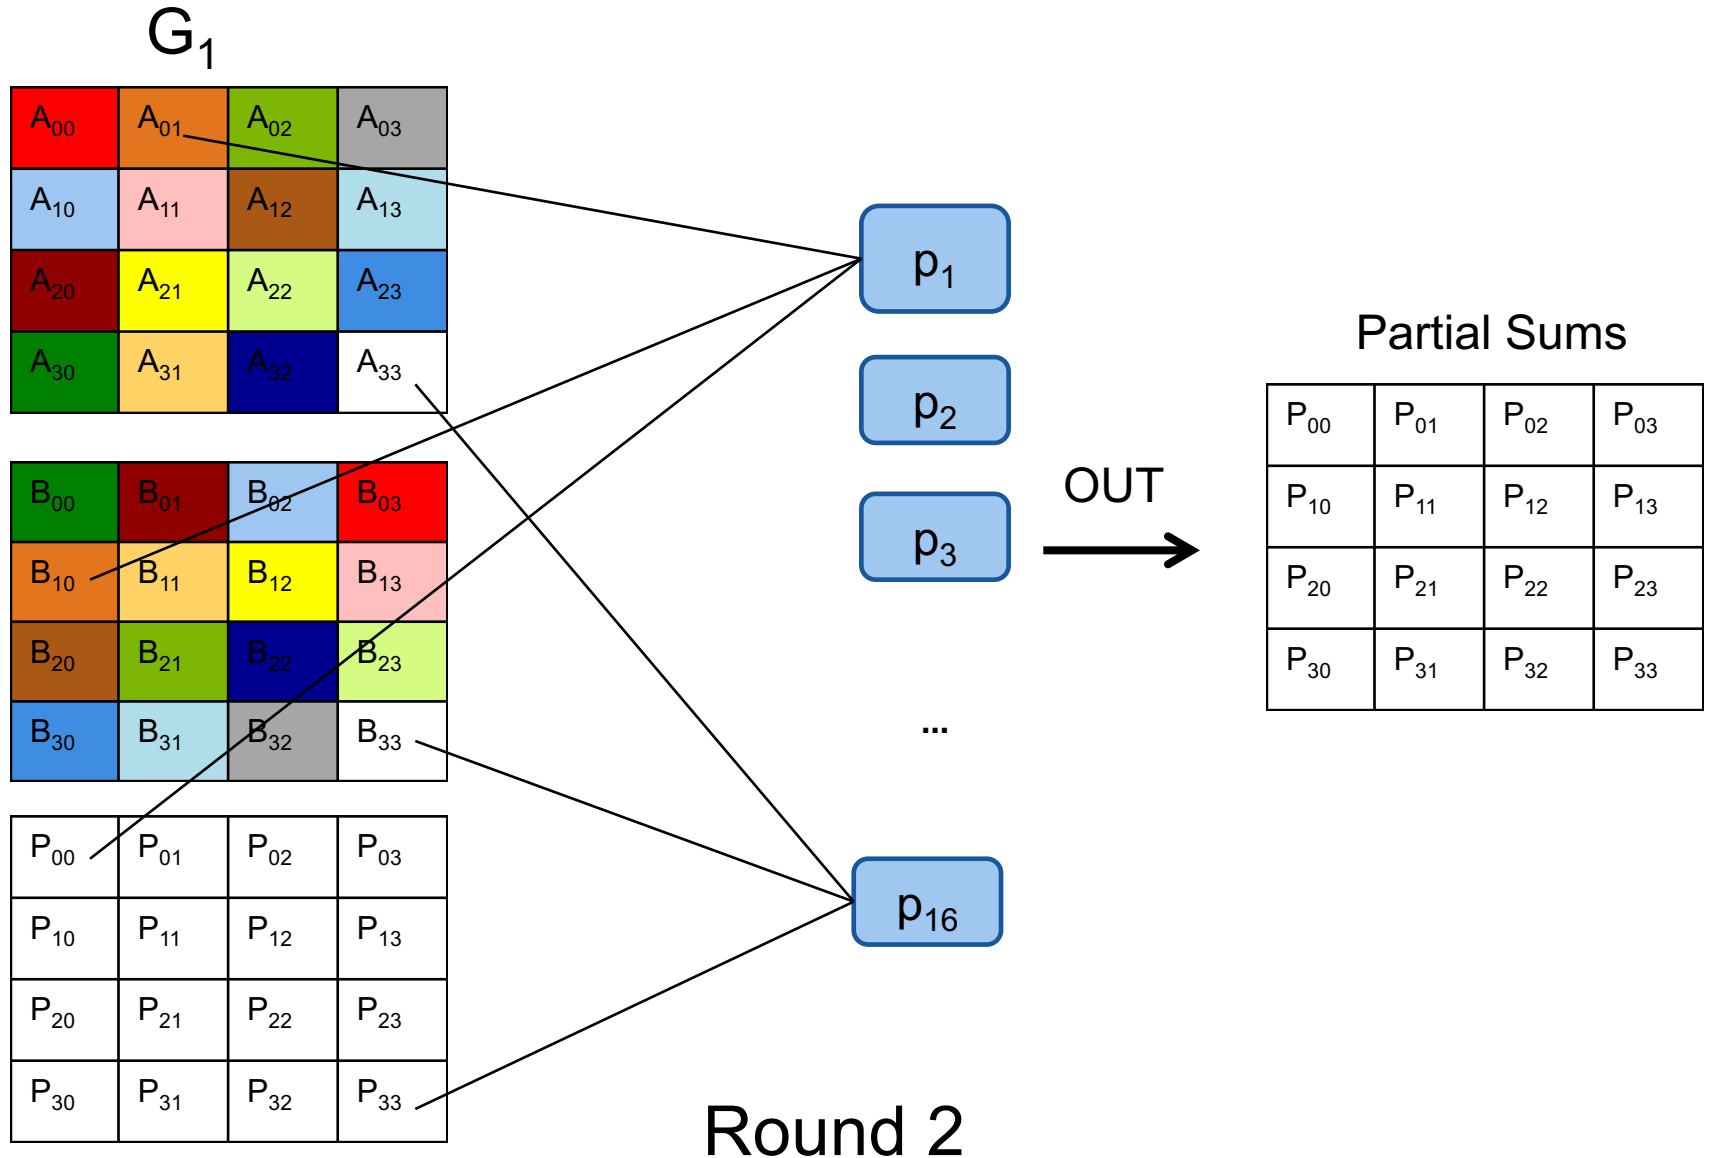 G₁
A₀₀ A₀₁ A₀₂ A₀₃
A₁₀ A₁₁ A₁₂ A₁₃
A₂₀ A₂₁ A₂₂ A₂₃
A₃₀ A₃₁ A₃₂ A₃₃
B₀₀ B₀₁ B₀₂ B₀₃
B₁₀ B₁₁ B₁₂ B₁₃
B₂₀ B₂₁ B₂₂ B₂₃
B₃₀ B₃₁ B₃₂ B₃₃
P₀₀ P₀₁ P₀₂ P₀₃
P₁₀ P₁₁ P₁₂ P₁₃
P₂₀ P₂₁ P₂₂ P₂₃
P₃₀ P₃₁ P₃₂ P₃₃
p₁
p₂
p₃
...
p₁₆
OUT
Partial Sums
P₀₀ P₀₁ P₀₂ P₀₃
P₁₀ P₁₁ P₁₂ P₁₃
P₂₀ P₂₁ P₂₂ P₂₃
P₃₀ P₃₁ P₃₂ P₃₃
Round 2